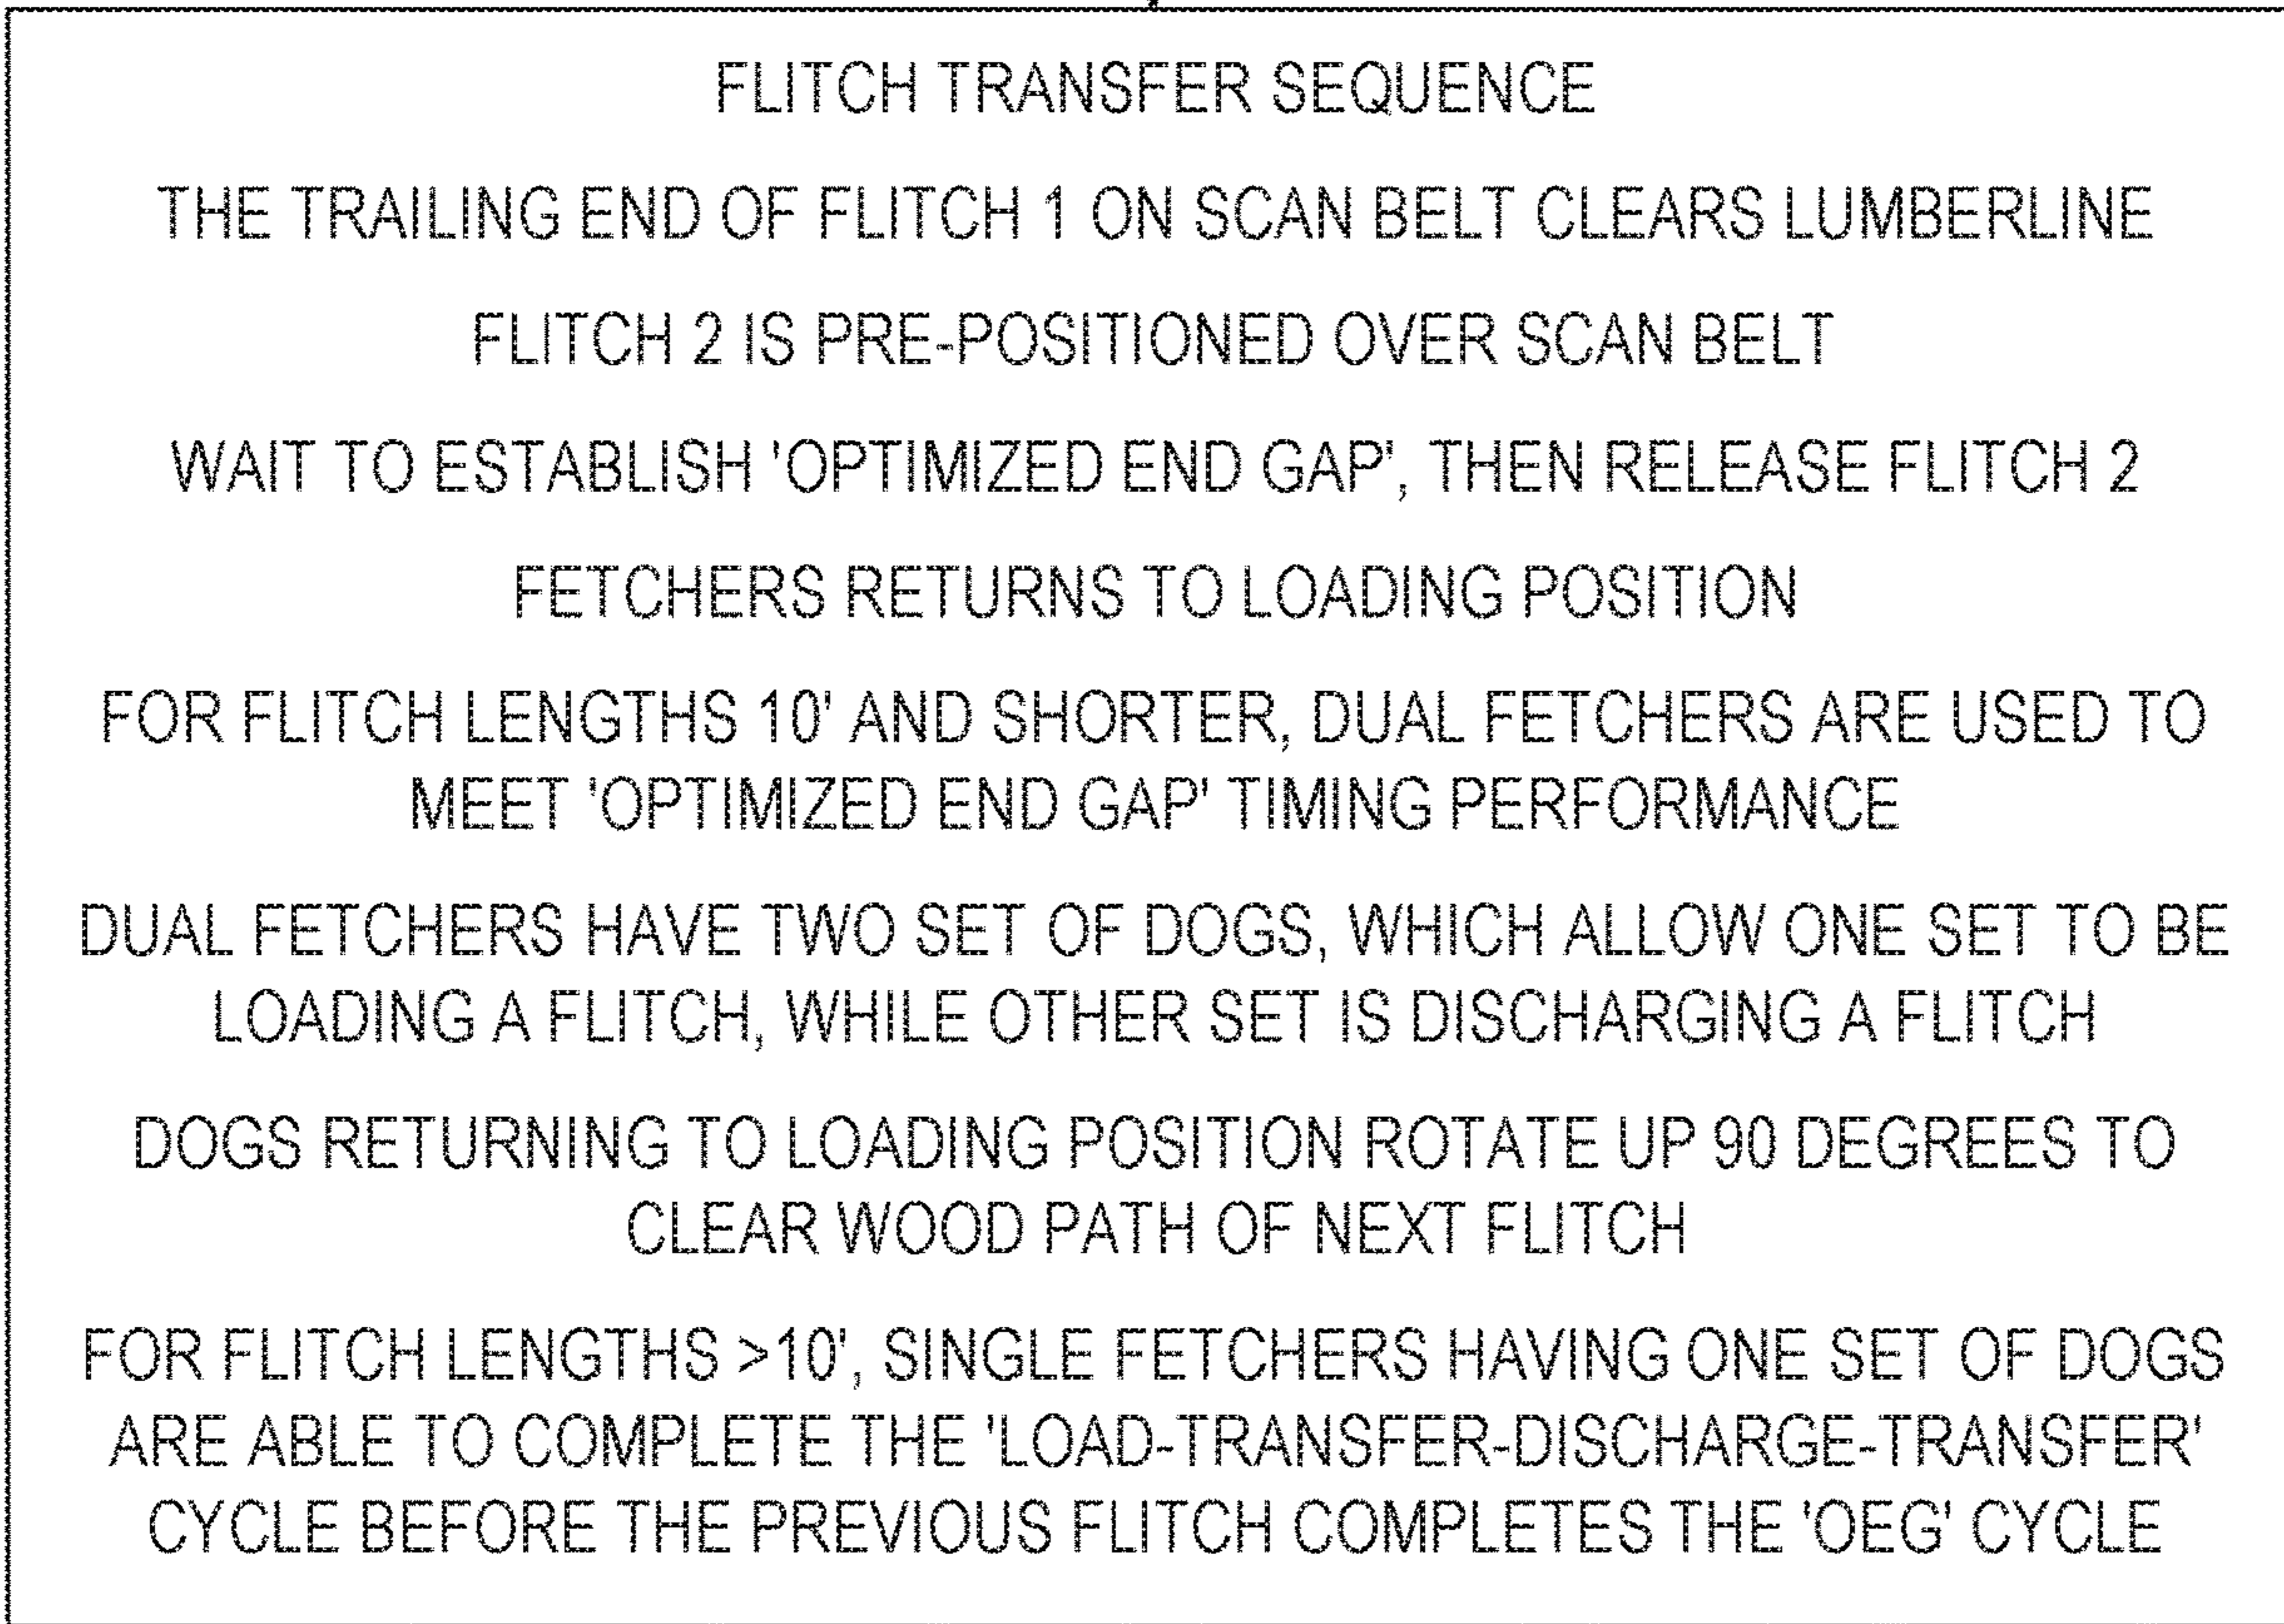 FLITCH TRANSFER SEQUENCE
THE TRAILING END OF FLITCH 1 ON SCAN BELT CLEARS LUMBERLINE
FLITCH 2 IS PRE-POSITIONED OVER SCAN BELT
WAIT TO ESTABLISH 'OPTIMIZED END GAP', THEN RELEASE FLITCH 2
FETCHERS RETURNS TO LOADING POSITION
FOR FLITCH LENGTHS 10' AND SHORTER, DUAL FETCHERS ARE USED TO
MEET 'OPTIMIZED END GAP' TIMING PERFORMANCE
DUAL FETCHERS HAVE TWO SET OF DOGS, WHICH ALLOW ONE SET TO BE
LOADING A FLITCH, WHILE OTHER SET IS DISCHARGING A FLITCH
DOGS RETURNING TO LOADING POSITION ROTATE UP 90 DEGREES TO
CLEAR WOOD PATH OF NEXT FLITCH
FOR FLITCH LENGTHS >10', SINGLE FETCHERS HAVING ONE SET OF DOGS
ARE ABLE TO COMPLETE THE 'LOAD-TRANSFER-DISCHARGE-TRANSFER'
CYCLE BEFORE THE PREVIOUS FLITCH COMPLETES THE 'OEG' CYCLE